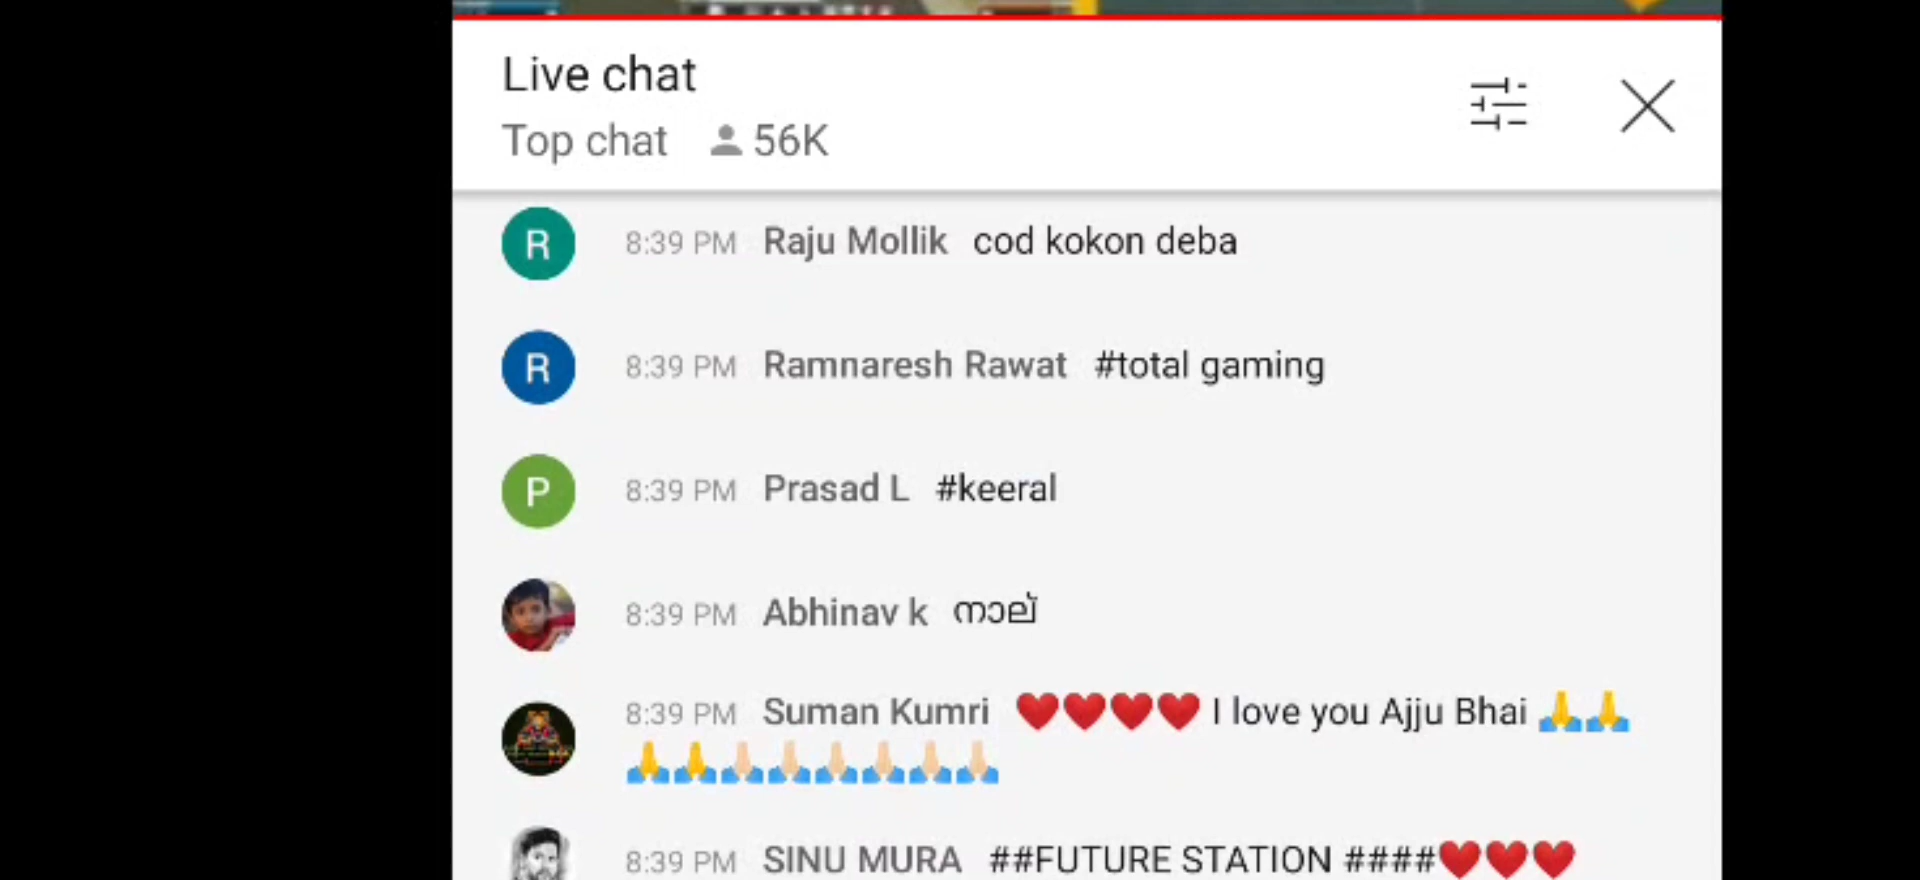 Live chat
Top chat 56K
R 8:39 PM Raju Mollik cod kokon deba
R 8:39 PM Ramnaresh Rawat #total gaming
P 8:39 PM Prasad L #keeral
8:39 PM Abhinav k നാല്
8:39 PM Suman Kumri ❤️❤️❤️❤️ I love you Ajju Bhai 🙏🙏
🙏🙏🙏🏻🙏🏻🙏🏻🙏🏻🙏🏻🙏🏻
8:39 PM SINU MURA ##FUTURE STATION ####❤️❤️❤️